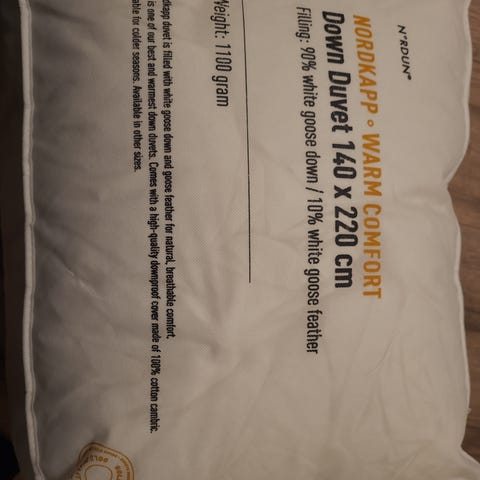 N°RDUN®
NORDKAPP • WARM COMFORT
Down Duvet 140 x 220 cm
Filling: 90% white goose down / 10% white goose feather
Weight: 1100 gram
duvet is filled with white goose down and goose feather for natural, breathable comfort.
is one of our best and warmest down duvets. Comes with a high-quality downproof cover made of 100% cotton cambric.
for colder seasons. Available in other sizes.